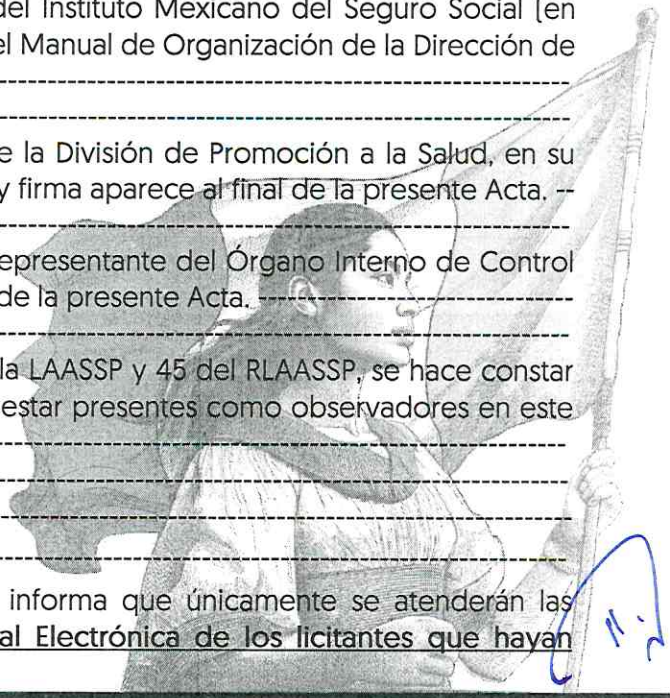 del Instituto Mexicano del Seguro Social (en
el Manual de Organización de la Dirección de
e la División de Promoción a la Salud, en su
y firma aparece al final de la presente Acta. --
epresentante del Órgano Interno de Control
de la presente Acta. ------------------------------
la LAASSP y 45 del RLAASSP, se hace constar
estar presentes como observadores en este
informa que únicamente se atenderán las
al Electrónica de los licitantes que hayan